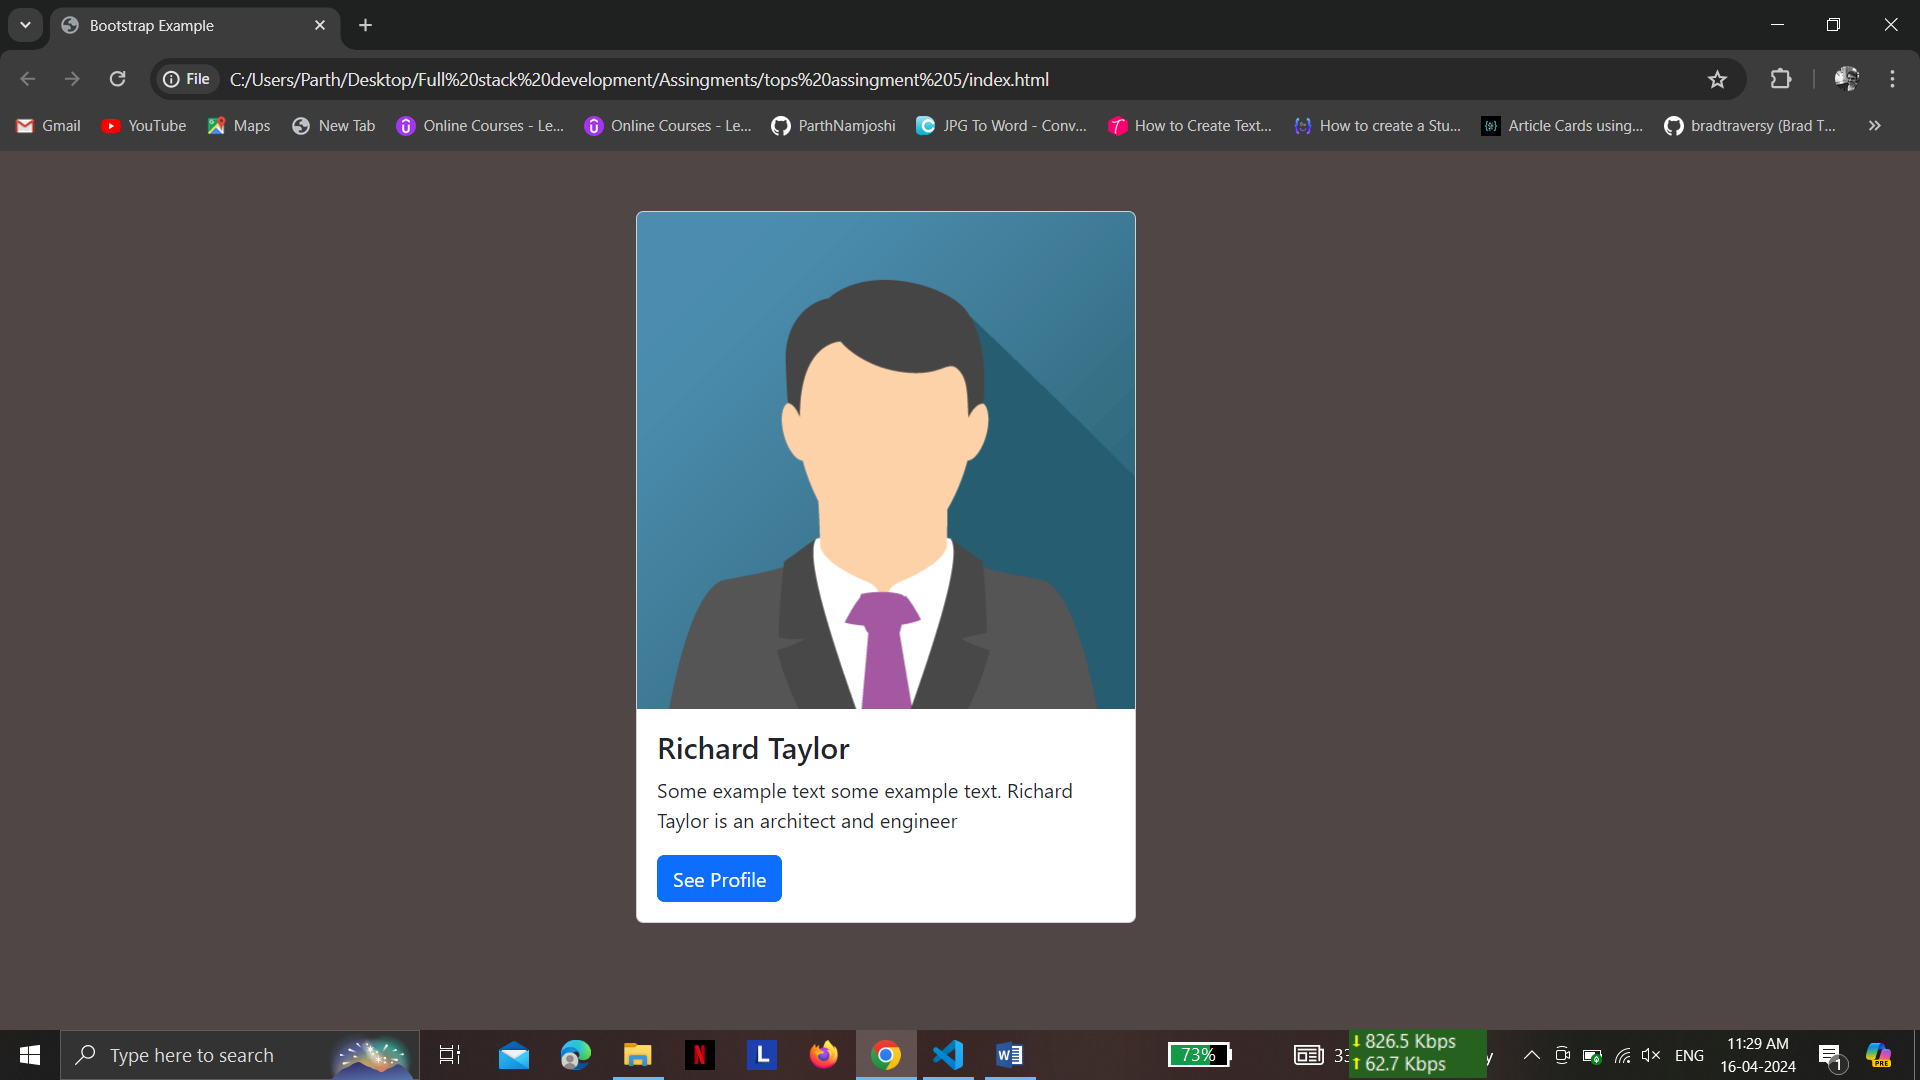 Bootstrap Example
File
C:/Users/Parth/Desktop/Full%20stack%20development/Assingments/tops%20assingment%205/index.html
Gmail
YouTube
Maps
New Tab
Online Courses - Le...
Online Courses - Le...
ParthNamjoshi
JPG To Word - Conv...
How to Create Text...
How to create a Stu...
Article Cards using...
bradtraversy (Brad T...
Richard Taylor
Some example text some example text. Richard
Taylor is an architect and engineer
See Profile
Type here to search
N
L
W
73%
826.5 Kbps
62.7 Kbps
ENG
11:29 AM
16-04-2024
1
PRE